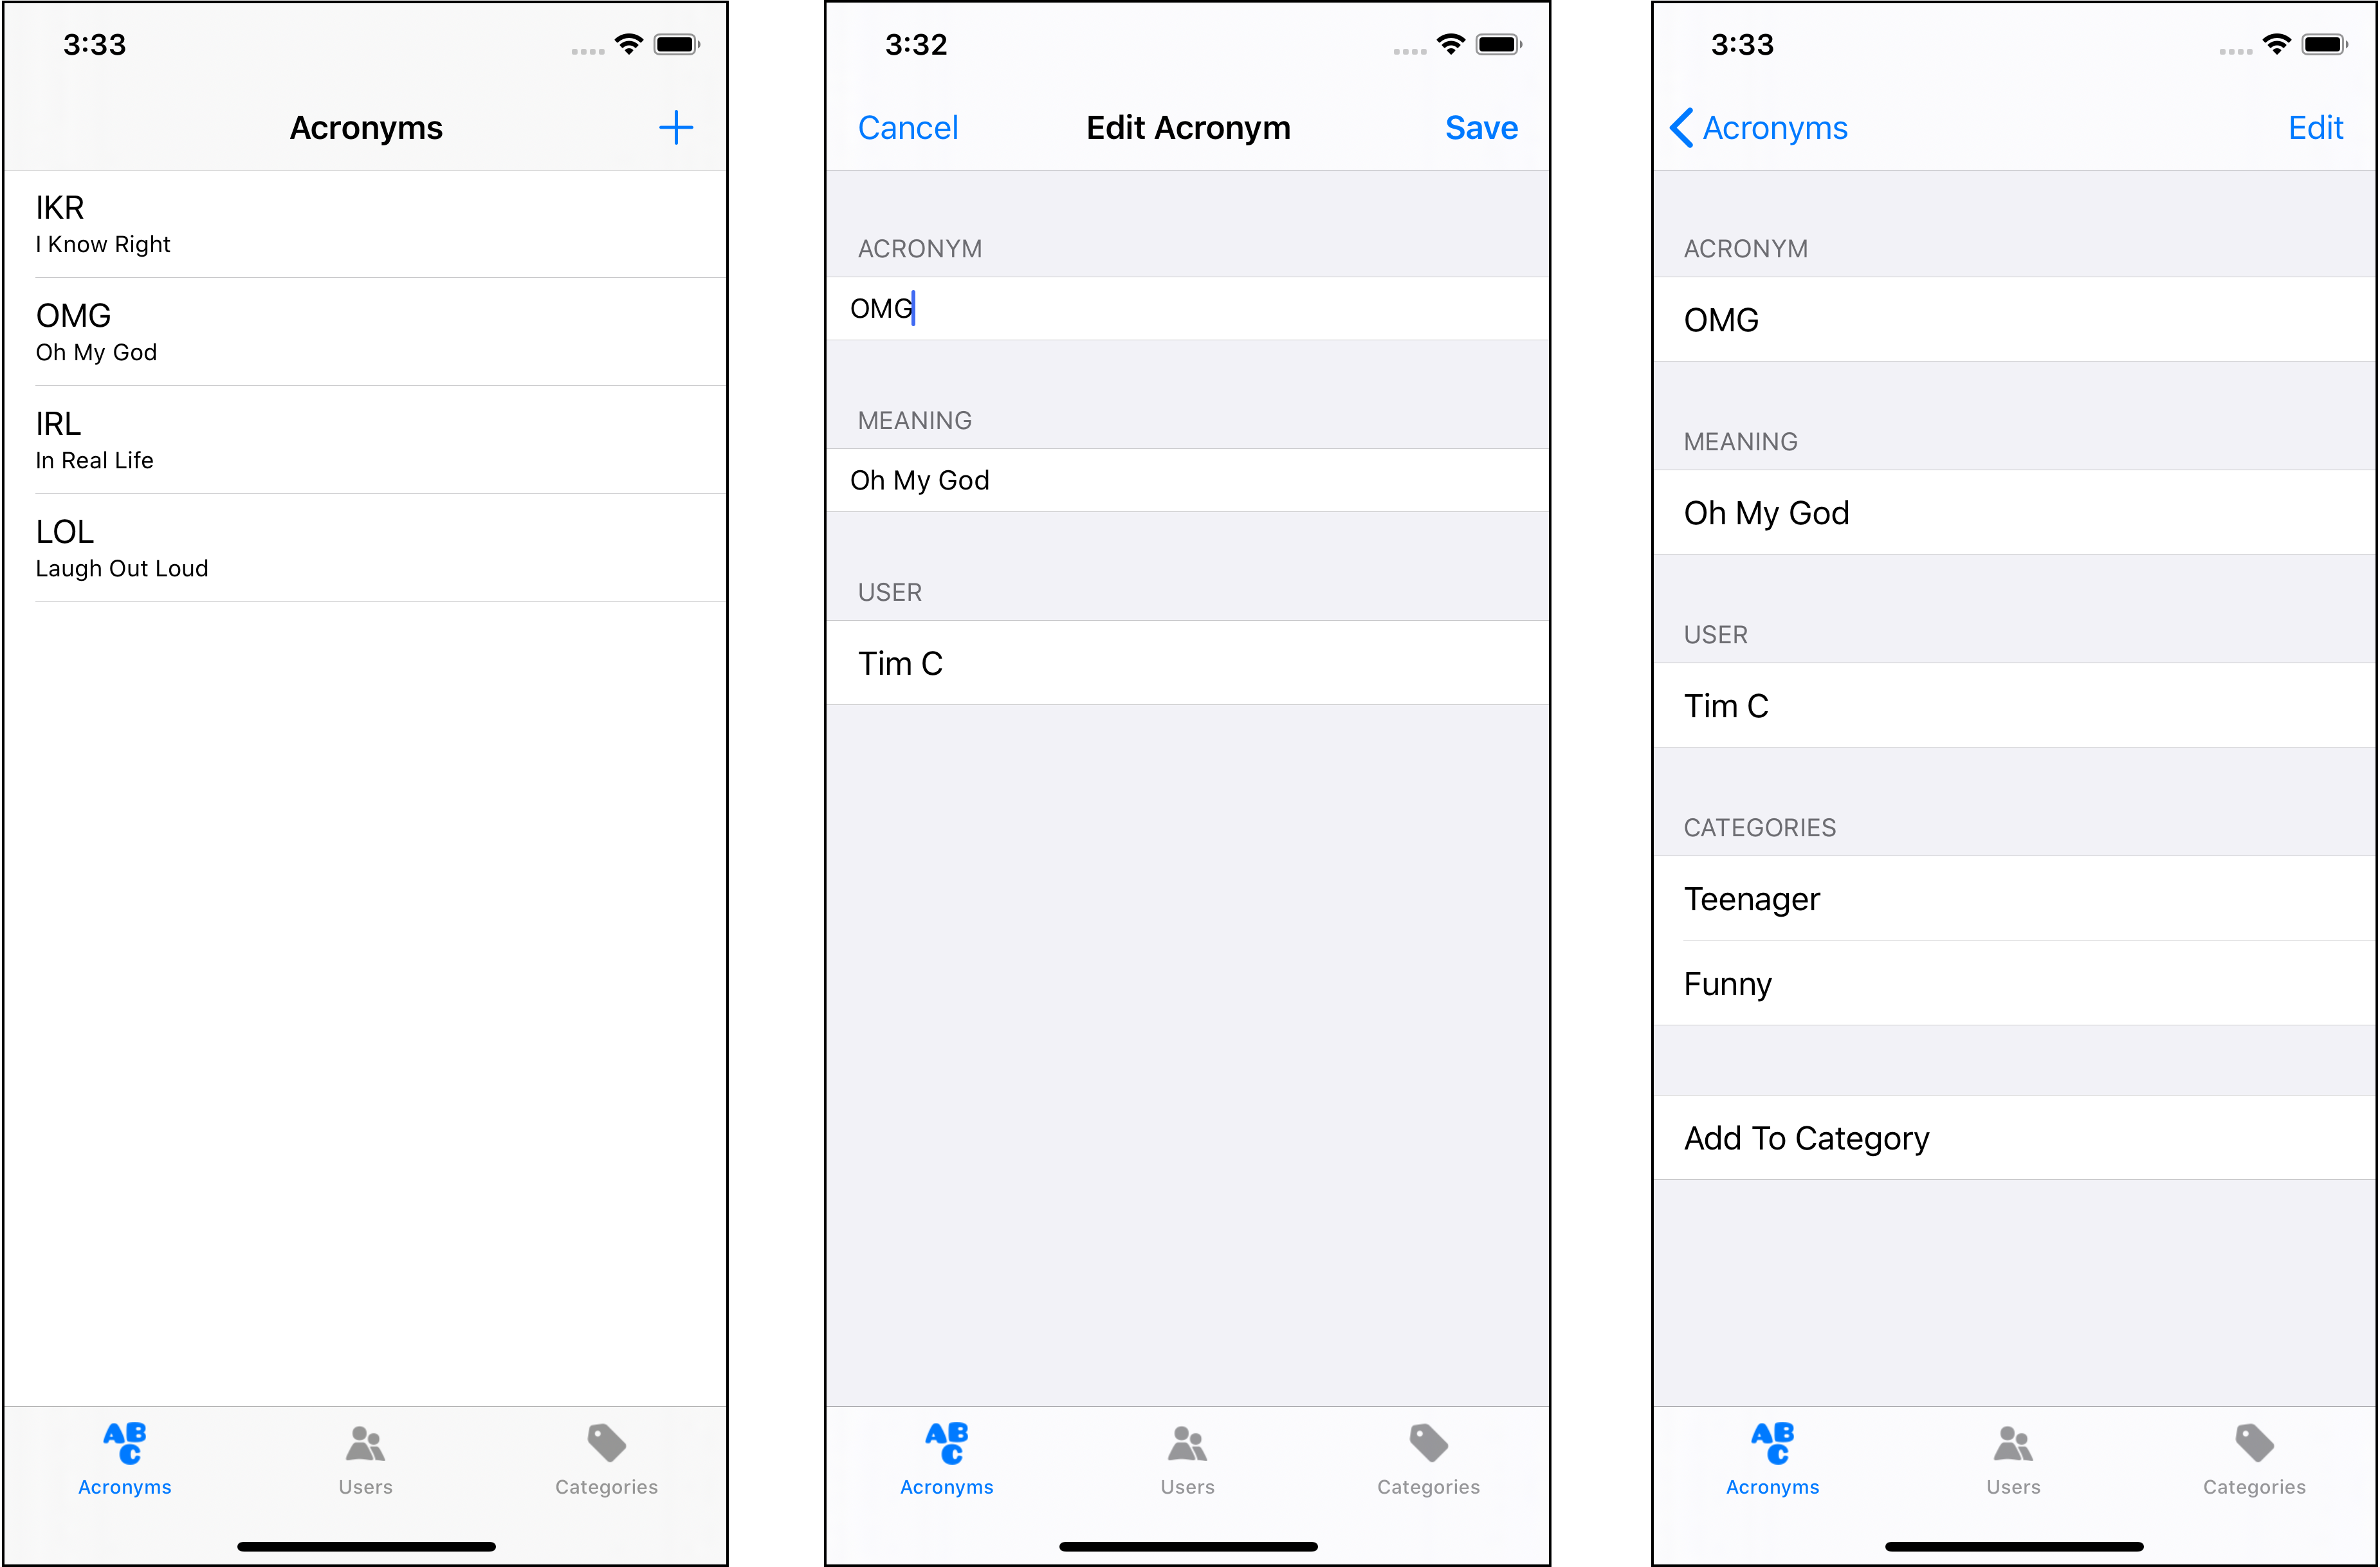 3:33
Acronyms
IKR
I Know Right
OMG
Oh My God
IRL
In Real Life
LOL
Laugh Out Loud
ABC
Acronyms Users Categories
3:32
Cancel Edit Acronym Save
ACRONYM
OMG
MEANING
Oh My God
USER
Tim C
ABC
Acronyms Users Categories
3:33
Acronyms Edit
ACRONYM
OMG
MEANING
Oh My God
USER
Tim C
CATEGORIES
Teenager
Funny
Add To Category
ABC
Acronyms Users Categories